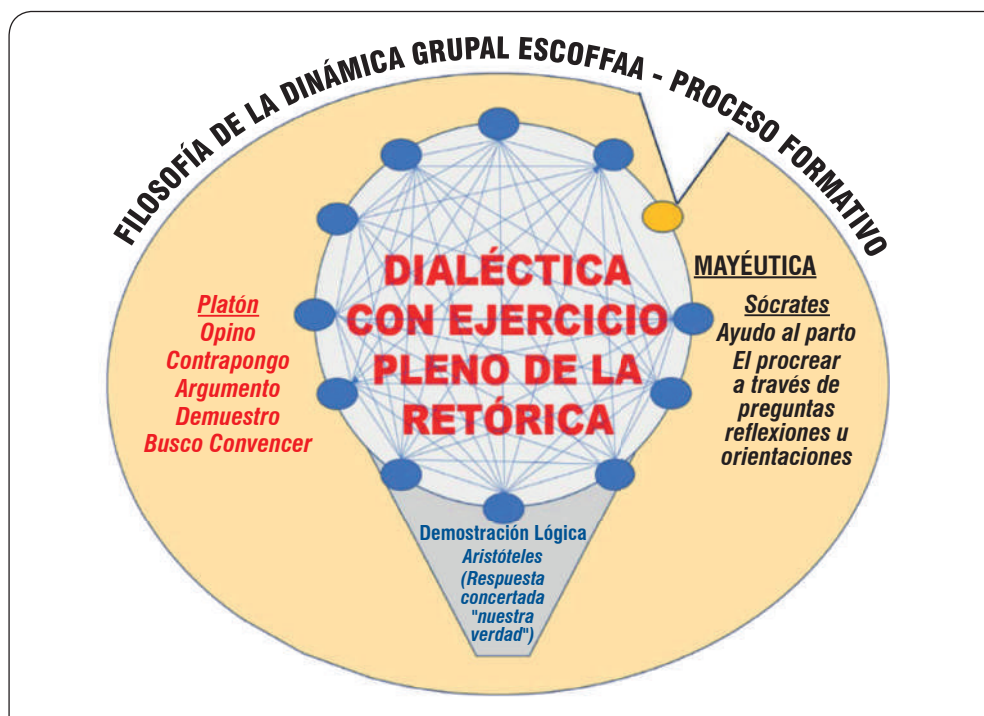 FILOSOFÍA DE LA DINÁMICA GRUPAL ESCOFFAA - PROCESO FORMATIVO
DIALÉCTICA
CON EJERCICIO
PLENO DE LA
RETÓRICA
Platón
Opino
Contrapongo
Argumento
Demuestro
Busco Convencer
MAYÉUTICA
Sócrates
Ayudo al parto
El procrear
a través de
preguntas
reflexiones u
orientaciones
Demostración Lógica
Aristóteles
(Respuesta
concertada
"nuestra
verdad")